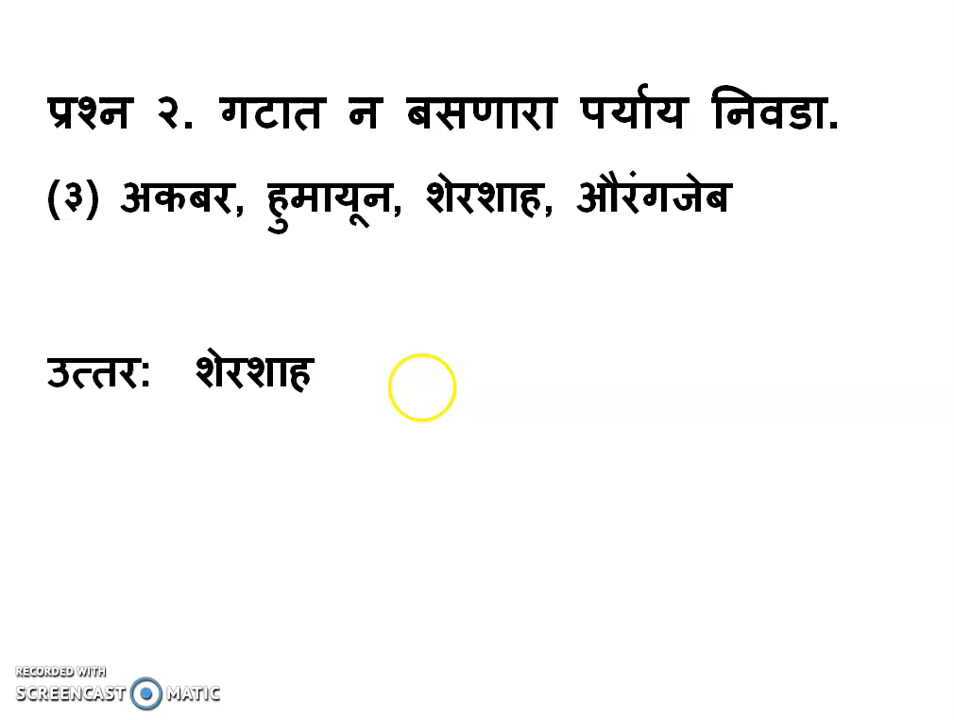 प्रश्न २. गटात न बसणारा पर्याय निवडा.
(३) अकबर, हुमायून, शेरशाह, औरंगजेब
उत्तर: शेरशाह
RECORDED WITH
SCREENCAST MATIC